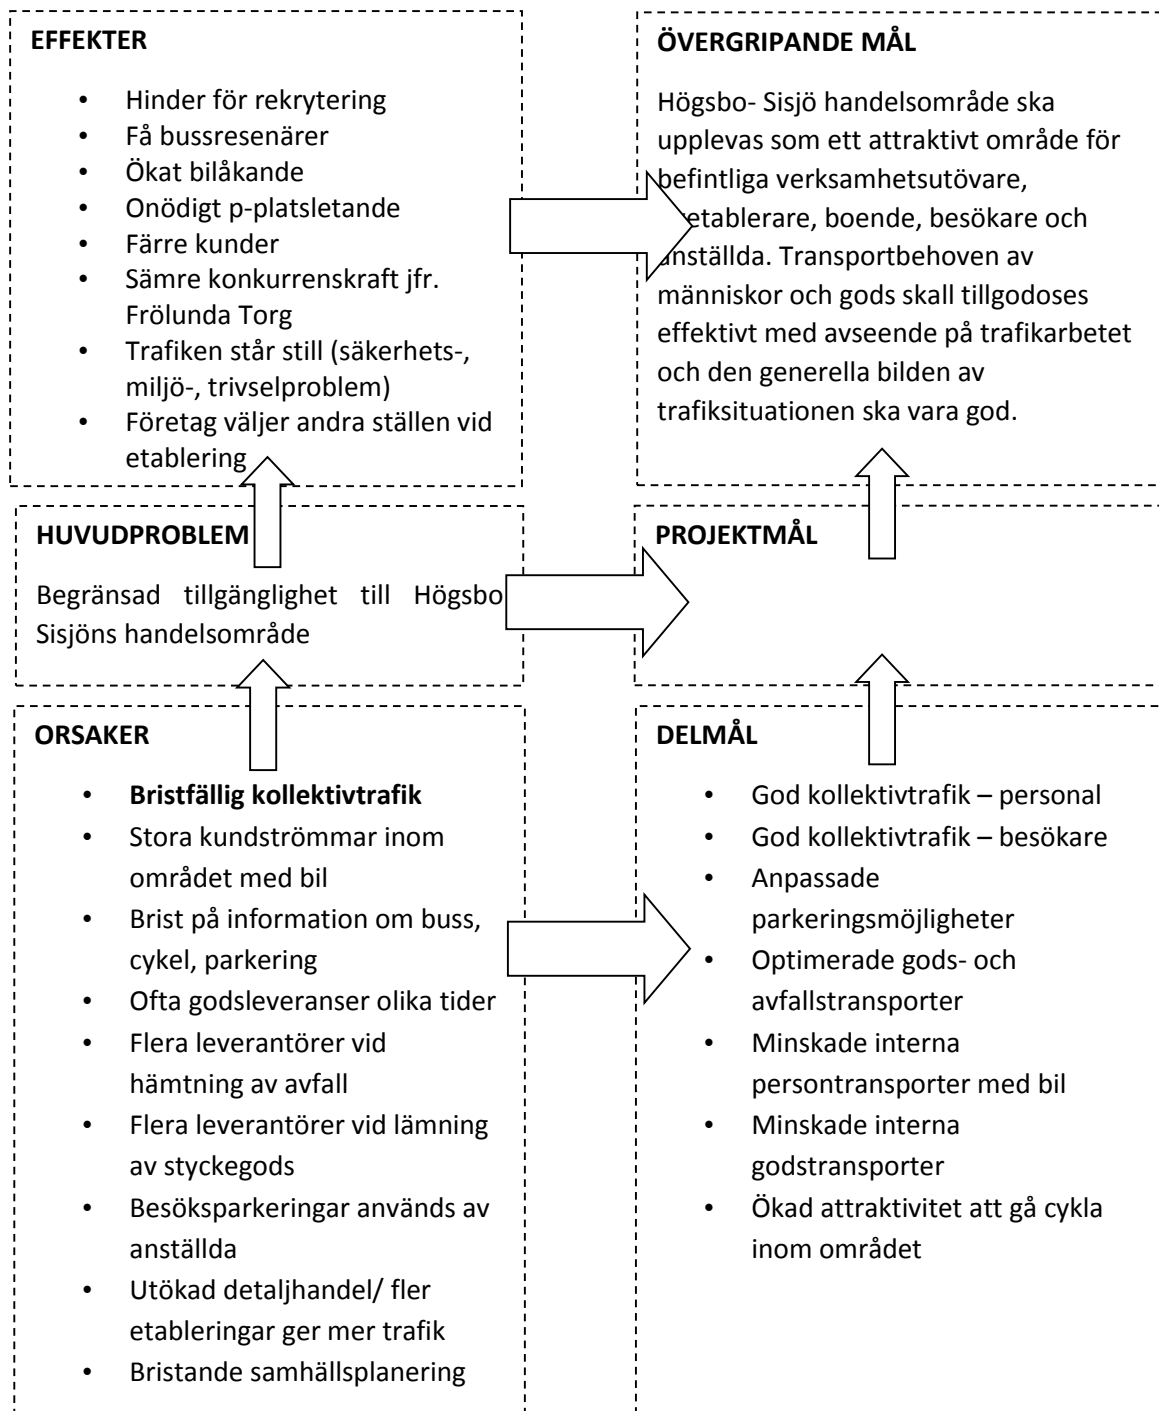 EFFEKTER
• Hinder för rekrytering
• Få bussresenärer
• Ökat bilåkande
• Onödigt p-platsletande
• Färre kunder
• Sämre konkurrenskraft jfr.
Frölunda Torg
• Trafiken står still (säkerhets-,
miljö-, trivselproblem)
• Företag väljer andra ställen vid
etablering
ÖVERGRIPANDE MÅL
Högsbo- Sisjö handelsområde ska
upplevas som ett attraktivt område för
befintliga verksamhetsutövare,
etablerare, boende, besökare och
anställda. Transportbehoven av
människor och gods skall tillgodoses
effektivt med avseende på trafikarbetet
och den generella bilden av
trafiksituationen ska vara god.
HUVUDPROBLEM
Begränsad tillgänglighet till Högsbo
Sisjöns handelsområde
PROJEKTMÅL
ORSAKER
• Bristfällig kollektivtrafik
• Stora kundströmmar inom
området med bil
• Brist på information om buss,
cykel, parkering
• Ofta godsleveranser olika tider
• Flera leverantörer vid
hämtning av avfall
• Flera leverantörer vid lämning
av styckegods
• Besöksparkeringar används av
anställda
• Utökad detaljhandel/ fler
etableringar ger mer trafik
• Bristande samhällsplanering
DELMÅL
• God kollektivtrafik – personal
• God kollektivtrafik – besökare
• Anpassade
parkeringsmöjligheter
• Optimerade gods- och
avfallstransporter
• Minskade interna
persontransporter med bil
• Minskade interna
godstransporter
• Ökad attraktivitet att gå cykla
inom området